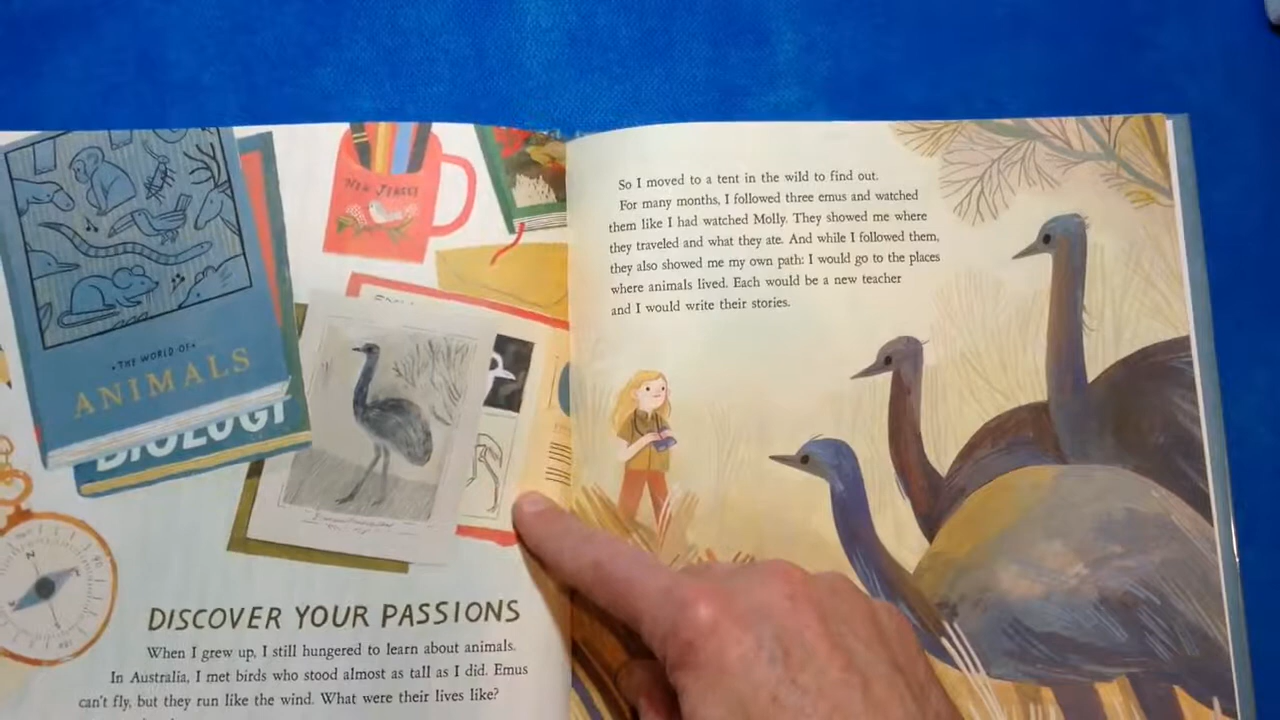 THE WORLD OF
ANIMALS
BIOLOGY
NEW JERSEY
DISCOVER YOUR PASSIONS
When I grew up, I still hungered to learn about animals.
In Australia, I met birds who stood almost as tall as I did. Emus
can't fly, but they run like the wind. What were their lives like?
So I moved to a tent in the wild to find out.
For many months, I followed three emus and watched
them like I had watched Molly. They showed me where
they traveled and what they ate. And while I followed them,
they also showed me my own path: I would go to the places
where animals lived. Each would be a new teacher
and I would write their stories.